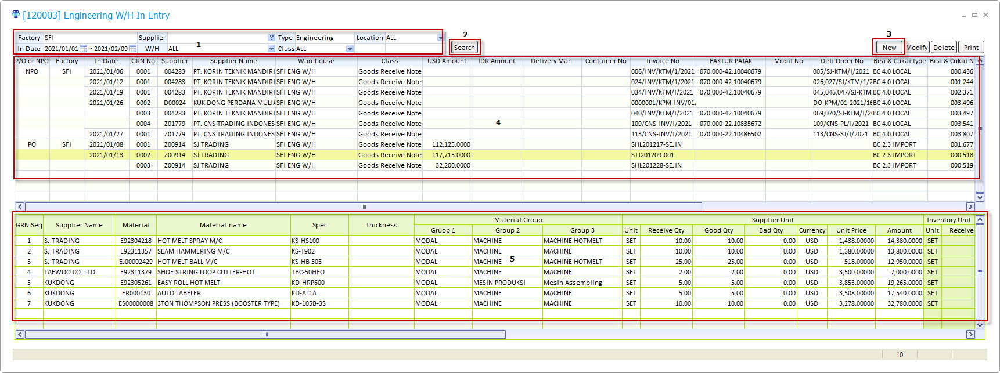 [120003] Engineering W/H In Entry
Factory SFI Supplier ? Type Engineering Location ALL
In Date 2021/01/01 ~ 2021/02/09 W/H ALL Class ALL
1
2
Search
3
New Modify Delete Print
P/O or NPO Factory In Date GRN No Supplier Supplier Name Warehouse Class USD Amount IDR Amount Delivery Man Container No Invoice No FAKTUR PAJAK Mobil No Deli Order No Bea & Cukai type Bea & Cukai N
NPO SFI 2021/01/06 0001 004283 PT. KORIN TEKNIK MANDIRI SFI ENG W/H Goods Receive Note 006/INV/KTM/1/2021 070.000-42.10040679 005/SJ-KTM/I/2021 BC 4.0 LOCAL 000.436
2021/01/12 0001 004283 PT. KORIN TEKNIK MANDIRI SFI ENG W/H Goods Receive Note 024/INV/KTM/1/2021 070.000-42.10040679 026,027/SJ/KTM/1/2 BC 4.0 LOCAL 001.244
2021/01/19 0001 004283 PT. KORIN TEKNIK MANDIRI SFI ENG W/H Goods Receive Note 034/INV/KTM/I/2021 070.000-42.10040679 045,046,047/SJ-KTM BC 4.0 LOCAL 002.371
2021/01/26 0002 D00024 KUK DONG PERDANA MULIA SFI ENG W/H Goods Receive Note 0000001/KPM-INV/01/ DO-KPM/01-2021/16 BC 4.0 LOCAL 003.496
0003 004283 PT. KORIN TEKNIK MANDIRI SFI ENG W/H Goods Receive Note 040/INV/KTM/I/2021 070.000-42.10040679 069,070/SJ-KTM/I/2 BC 4.0 LOCAL 003.497
0004 Z01779 PT. CNS TRADING INDONES SFI ENG W/H Goods Receive Note 109/CNS-INV/I/2021 070.000-22.10835672 109/CNS-PL/I/2021 BC 4.0 LOCAL 003.541
4
2021/01/27 0001 Z01779 PT. CNS TRADING INDONES SFI ENG W/H Goods Receive Note 113/CNS-INV/I/2021 070.000-22.10486502 113/CNS-SJ/I/2021 BC 4.0 LOCAL 003.807
PO SFI 2021/01/08 0001 Z00914 SJ TRADING SFI ENG W/H Goods Receive Note 112,125.0000 SHL201217-SEJIN BC 2.3 IMPORT 001.677
2021/01/13 0002 Z00914 SJ TRADING SFI ENG W/H Goods Receive Note 117,715.0000 STJ201209-001 BC 2.3 IMPORT 000.518
0003 Z00914 SJ TRADING SFI ENG W/H Goods Receive Note 32,200.0000 SHL201228-SEJIN BC 2.3 IMPORT 000.519
GRN Seq Supplier Name Material Material name Spec Thickness Material Group Supplier Unit Inventory Unit
Gruop 1 Group 2 Group 3 Unit Receive Qty Good Qty Bad Qty Currency Unit Price Amount Unit Receive
1 SJ TRADING E92304218 HOT MELT SPRAY M/C KS-HS100 MODAL MACHINE MACHINE HOTMELT SET 10.00 10.00 0.00 USD 1,438.00000 14,380.0000 SET
2 SJ TRADING E92311357 SEAM HAMMERING M/C KS-T902 MODAL MACHINE MACHINE SET 10.00 10.00 0.00 USD 1,380.00000 13,800.0000 SET
3 SJ TRADING EJ00002429 HOT MELT BALL M/C KS-HB 505 MODAL MACHINE 5 MACHINE HOTMELT SET 25.00 25.00 0.00 USD 518.00000 12,950.0000 SET
4 TAEWOO CO. LTD E92311379 SHOE STRING LOOP CUTTER-HOT TBC-50HFO MODAL MACHINE MACHINE SET 2.00 2.00 0.00 USD 3,500.00000 7,000.0000 SET
5 KUKDONG E92305261 EASY ROLL HOT MELT KD-HRP600 MODAL MESIN PRODUKSI Mesin Assembling SET 5.00 5.00 0.00 USD 3,853.00000 19,265.0000 SET
6 KUKDONG ER000130 AUTO LABELER KD-AL1A MODAL MACHINE MACHINE SET 5.00 5.00 0.00 USD 3,508.00000 17,540.0000 SET
7 KUKDONG ES00000008 3TON THOMPSON PRESS (BOOSTER TYPE) KD-105B-3S MODAL MACHINE MACHINE SET 10.00 10.00 0.00 USD 3,278.00000 32,780.0000 SET
10